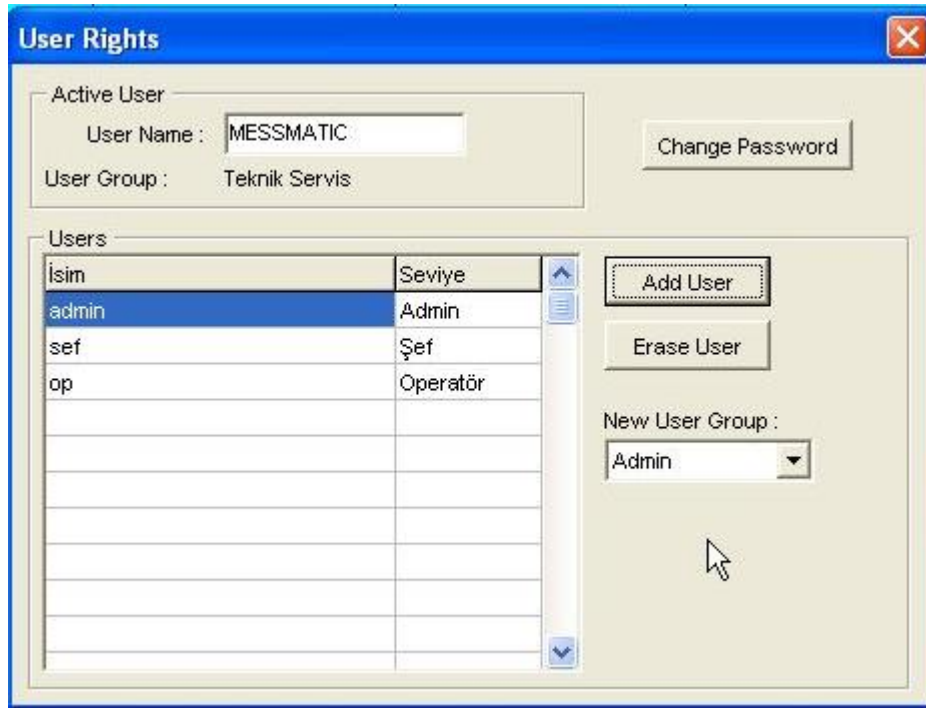 User Rights
Active User
User Name : MESSMATIC
Change Password
User Group : Teknik Servis
Users
İsim Seviye
Add User
admin Admin
sef Şef
Erase User
op Operatör
New User Group :
Admin